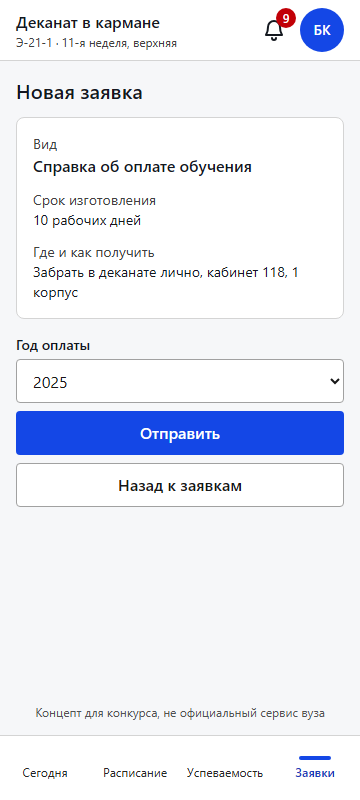 Деканат в кармане
Э-21-1 · 11-я неделя, верхняя
9
БК
Новая заявка
Вид
Справка об оплате обучения
Срок изготовления
10 рабочих дней
Где и как получить
Забрать в деканате лично, кабинет 118, 1
корпус
Год оплаты
2025
Отправить
Назад к заявкам
Концепт для конкурса, не официальный сервис вуза
Сегодня
Расписание
Успеваемость
Заявки